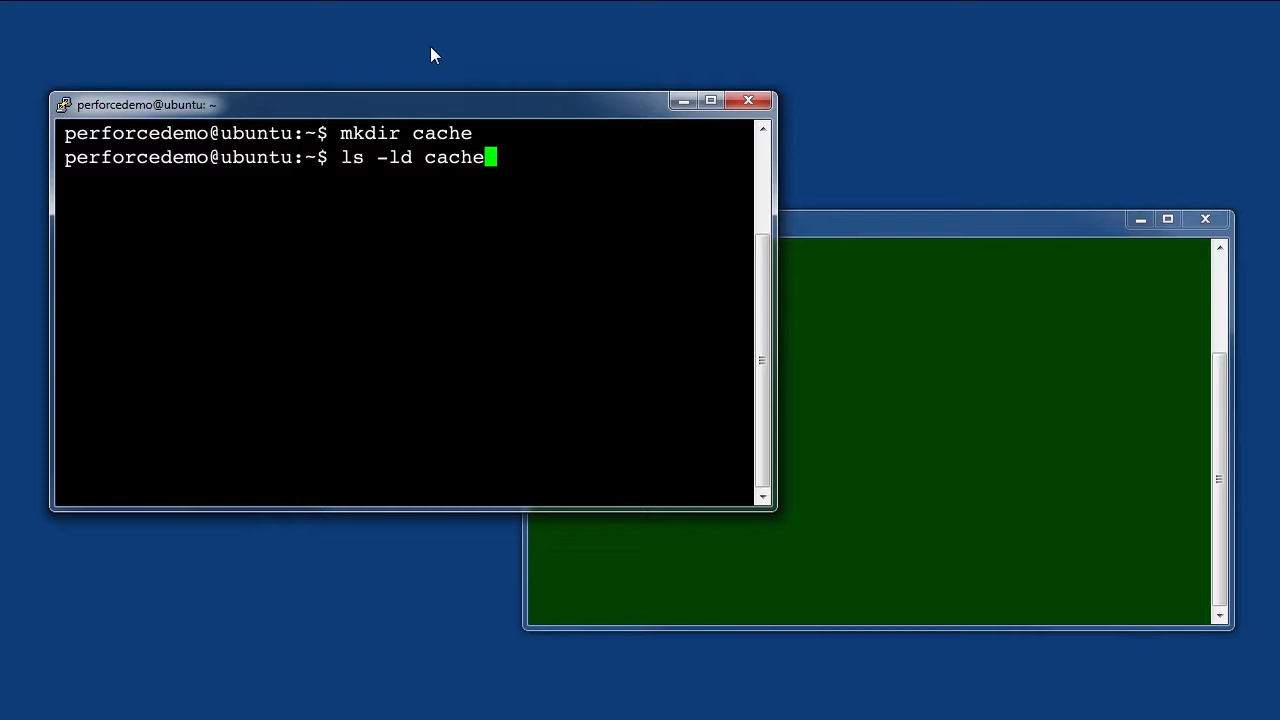 perforcedemo@ubuntu: ~
perforcedemo@ubuntu:~$ mkdir cache
perforcedemo@ubuntu:~$ ls -ld cache